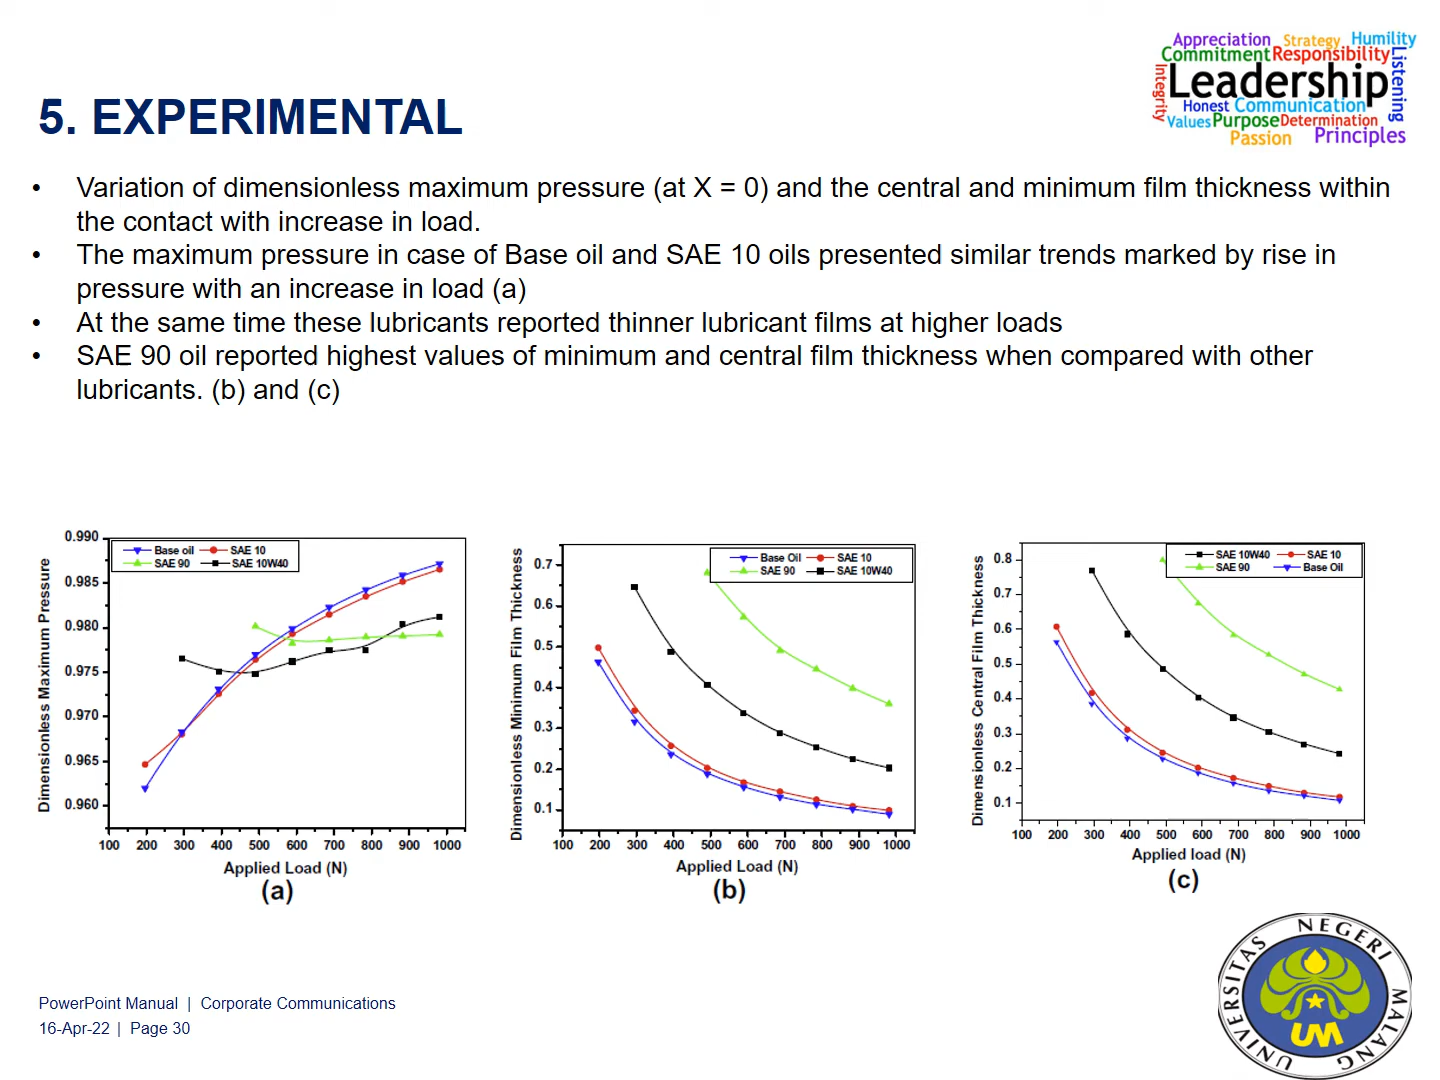 Appreciation Strategy Humility
Commitment Responsibility
Integrity Leadership Listening
Honest Communication
Values Purpose Determination
Passion Principles
5. EXPERIMENTAL
• Variation of dimensionless maximum pressure (at X = 0) and the central and minimum film thickness within
the contact with increase in load.
• The maximum pressure in case of Base oil and SAE 10 oils presented similar trends marked by rise in
pressure with an increase in load (a)
• At the same time these lubricants reported thinner lubricant films at higher loads
• SAE 90 oil reported highest values of minimum and central film thickness when compared with other
lubricants. (b) and (c)
Dimensionless Maximum Pressure
0.990
0.985
0.980
0.975
0.970
0.965
0.960
Base oil SAE 10
SAE 90 SAE 10W40
100 200 300 400 500 600 700 800 900 1000
Applied Load (N)
(a)
Dimensionless Minimum Film Thickness
0.7
0.6
0.5
0.4
0.3
0.2
0.1
Base Oil SAE 10
SAE 90 SAE 10W40
100 200 300 400 500 600 700 800 900 1000
Applied Load (N)
(b)
Dimensionless Central Film Thickness
0.8
0.7
0.6
0.5
0.4
0.3
0.2
0.1
SAE 10W40 SAE 10
SAE 90 Base Oil
100 200 300 400 500 600 700 800 900 1000
Applied load (N)
(c)
UNIVERSITAS NEGERI MALANG
UM
PowerPoint Manual | Corporate Communications
16-Apr-22 | Page 30